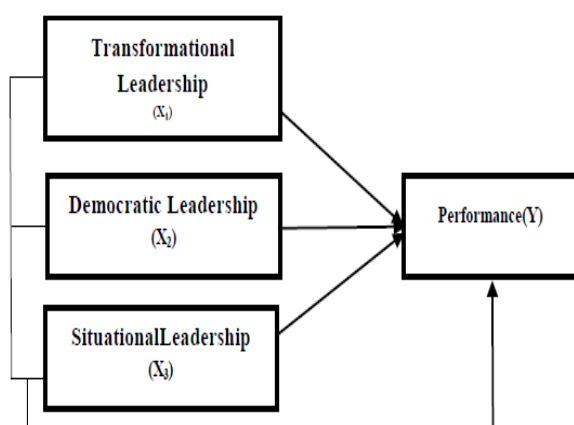 Transformational
Leadership
(X₁)
Democratic Leadership
(X₂)
SituationalLeadership
(X₃)
Performance(Y)